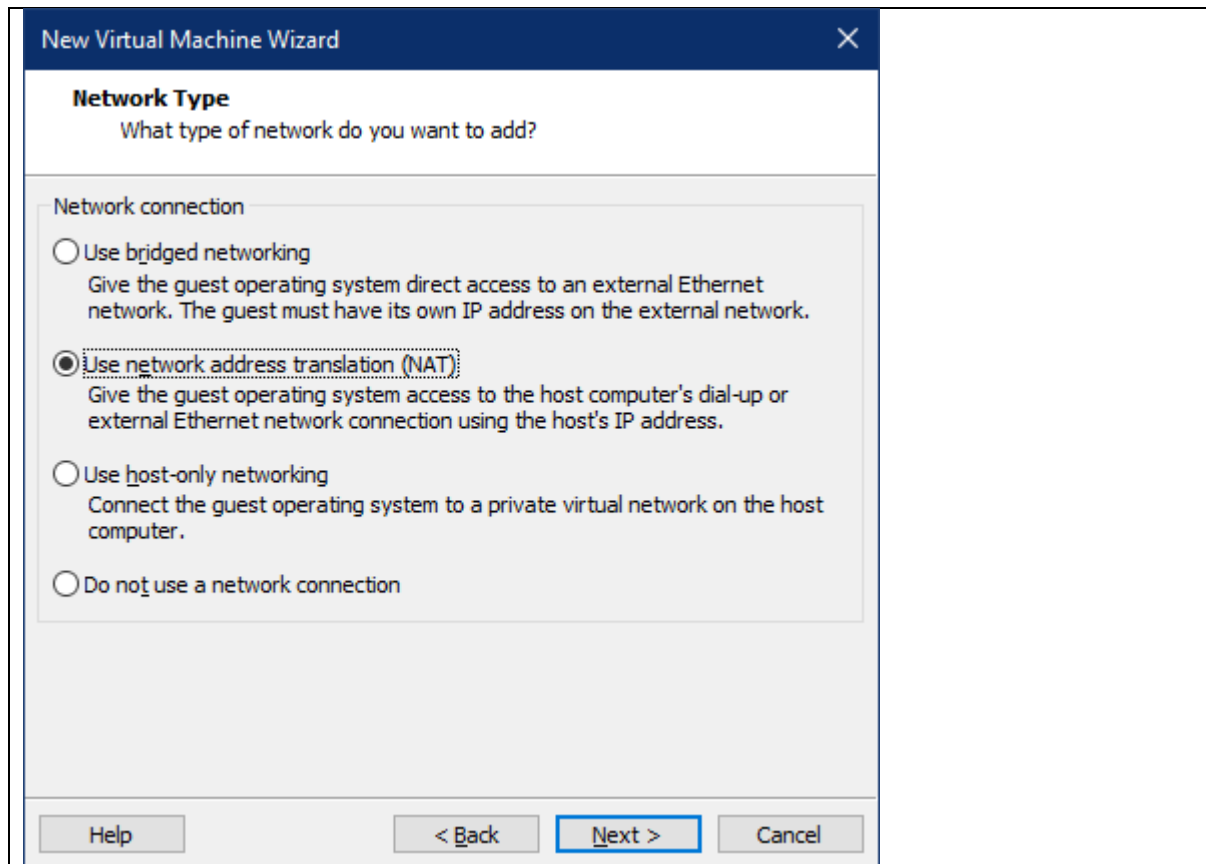 New Virtual Machine Wizard
Network Type
What type of network do you want to add?
Network connection
Use bridged networking
Give the guest operating system direct access to an external Ethernet
network. The guest must have its own IP address on the external network.
Use network address translation (NAT)
Give the guest operating system access to the host computer's dial-up or
external Ethernet network connection using the host's IP address.
Use host-only networking
Connect the guest operating system to a private virtual network on the host
computer.
Do not use a network connection
Help
< Back
Next >
Cancel